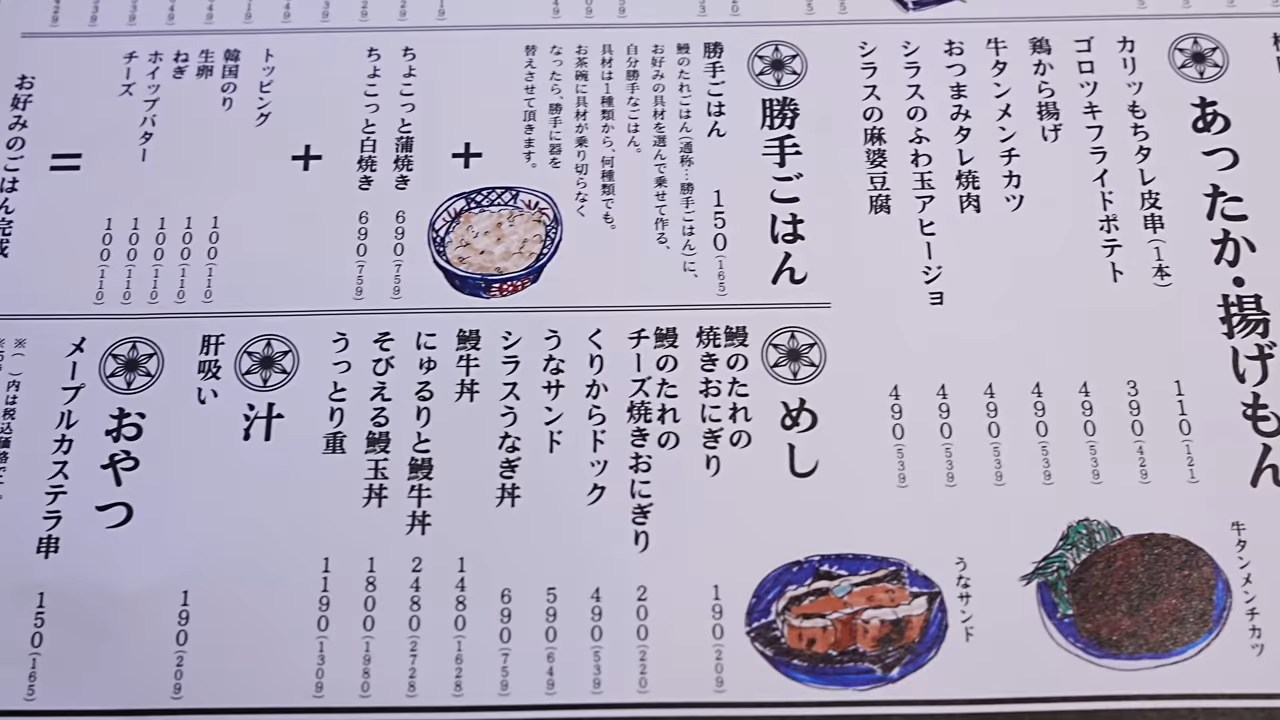 あったか・揚げもん
カリッもちタレ皮串（1本） 110（121）
ゴロツキフライドポテト 390（429）
鶏から揚げ 490（539）
牛タンメンチカツ 490（539）
おつまみタレ焼肉 490（539）
シラスのふわ玉アヒージョ 490（539）
シラスの麻婆豆腐 490（539）
牛タンメンチカツ
うなサンド
勝手ごはん
勝手ごはん 150（165）
鰻のたれごはん（通称：勝手ごはん）に、
お好みの具材を選んで乗せて作る、
自分勝手なごはん。
具材は1種類から、何種類でも。
お茶碗に具材が乗り切らなく
なったら、勝手に器を
替えさせて頂きます。
+
ちょこっと蒲焼き 690（759）
ちょこっと白焼き 690（759）
+
トッピング
韓国のり 100（110）
生卵 100（110）
ねぎ 100（110）
ホイップバター 100（110）
チーズ 100（110）
=
お好みのごはん完成
めし
鰻のたれの
焼きおにぎり 190（209）
鰻のたれの
チーズ焼きおにぎり 200（220）
くりからドック 490（539）
うなサンド 590（649）
シラスうなぎ丼 690（759）
鰻牛丼 1480（1628）
にゅるりと鰻牛丼 2480（2728）
そびえる鰻玉丼 1800（1980）
うっとり重 1190（1309）
汁
肝吸い 190（209）
おやつ
メープルカステラ串 150（165）
※（ ）内は税込価格で